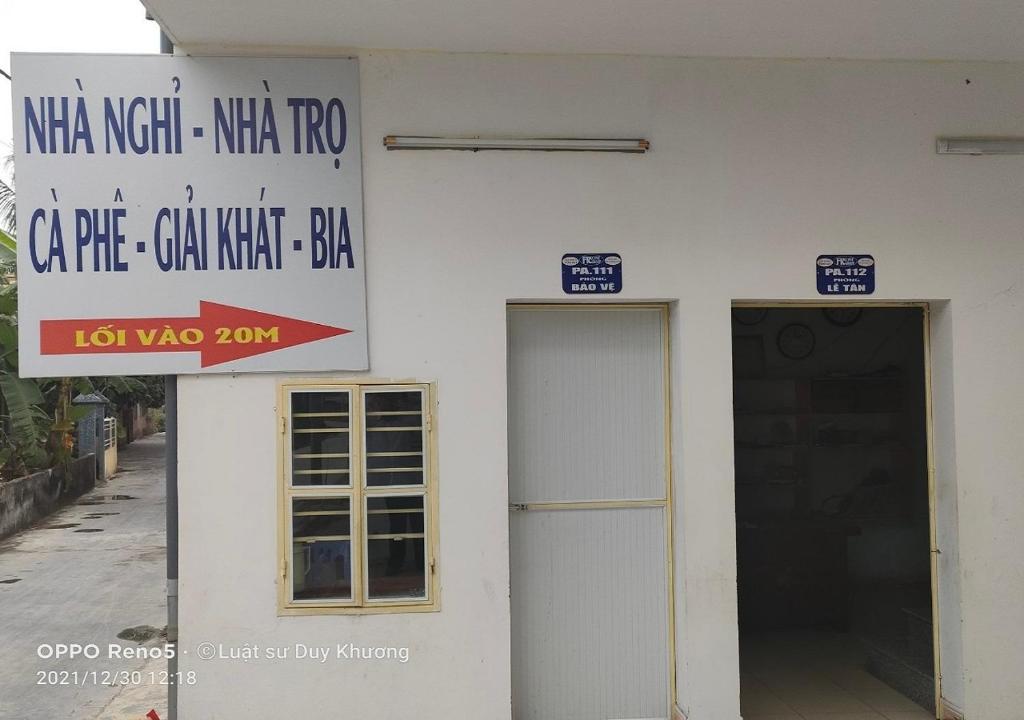 NHÀ NGHỈ - NHÀ TRỌ
CÀ PHÊ - GIẢI KHÁT - BIA
LỐI VÀO 20M
PA.111
PHÒNG
BẢO VỆ
PA.112
PHÒNG
LỄ TÂN
OPPO Reno5 · ©Luật sư Duy Khương
2021/12/30 12:18